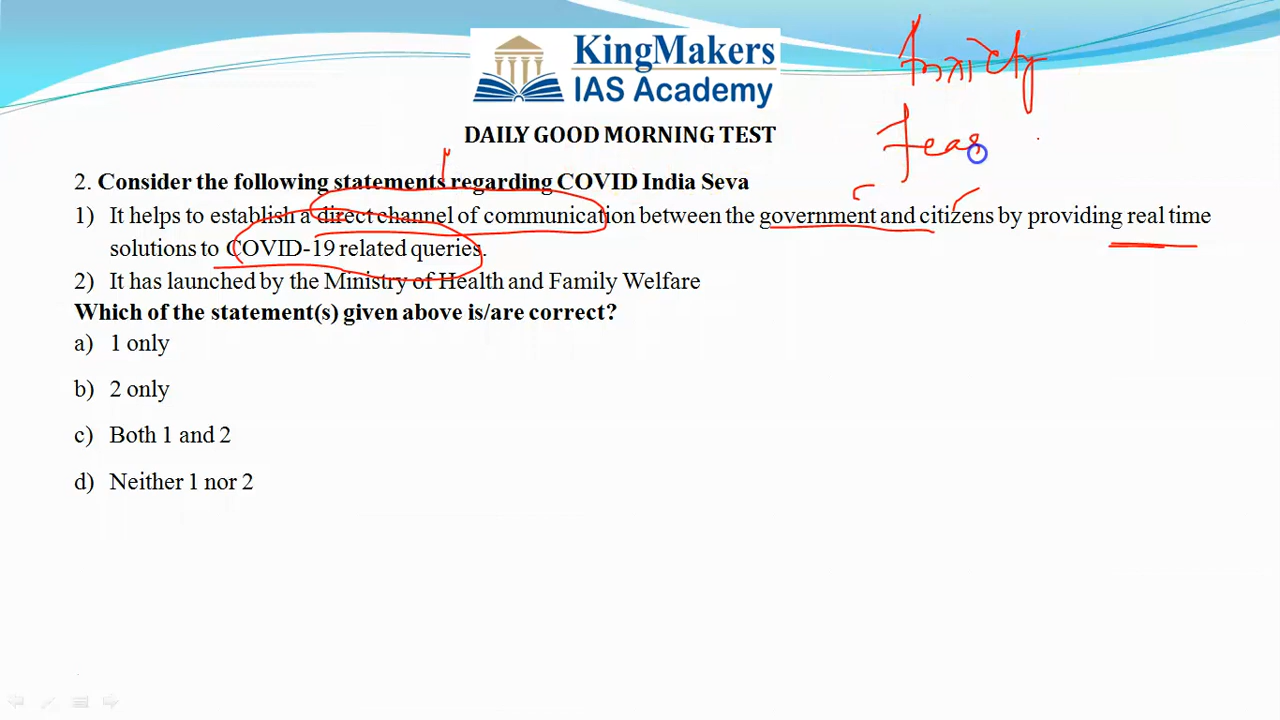 KingMakers
IAS Academy
Anxiety
Fear
DAILY GOOD MORNING TEST
2. Consider the following statements regarding COVID India Seva
1) It helps to establish a direct channel of communication between the government and citizens by providing real time
solutions to COVID-19 related queries.
2) It has launched by the Ministry of Health and Family Welfare
Which of the statement(s) given above is/are correct?
a) 1 only
b) 2 only
c) Both 1 and 2
d) Neither 1 nor 2